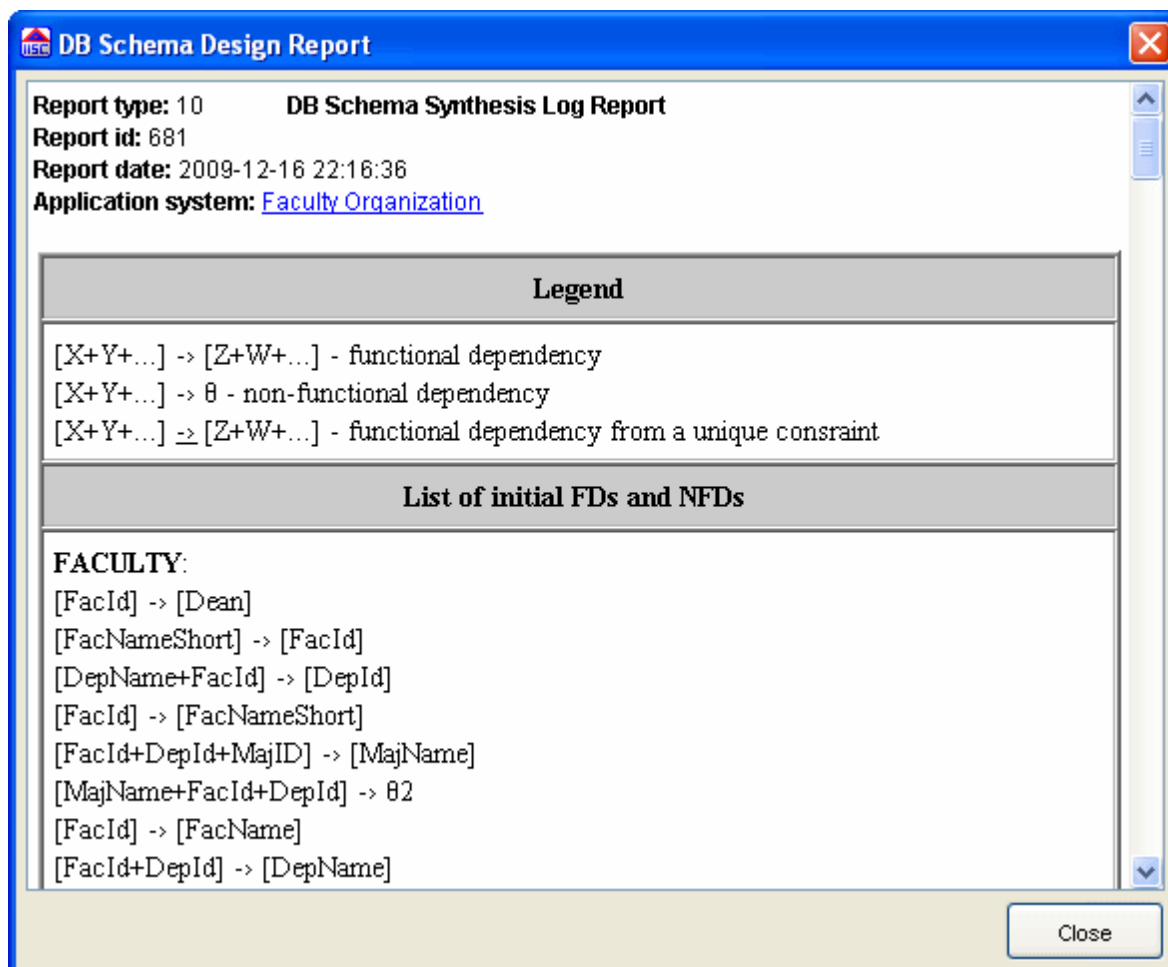 IISC DB Schema Design Report
Report type: 10 DB Schema Synthesis Log Report
Report id: 681
Report date: 2009-12-16 22:16:36
Application system: Faculty Organization
Legend
[X+Y+...] -> [Z+W+...] - functional dependency
[X+Y+...] -> θ - non-functional dependency
[X+Y+...] -> [Z+W+...] - functional dependency from a unique consraint
List of initial FDs and NFDs
FACULTY:
[FacId] -> [Dean]
[FacNameShort] -> [FacId]
[DepName+FacId] -> [DepId]
[FacId] -> [FacNameShort]
[FacId+DepId+MajID] -> [MajName]
[MajName+FacId+DepId] -> θ2
[FacId] -> [FacName]
[FacId+DepId] -> [DepName]
Close